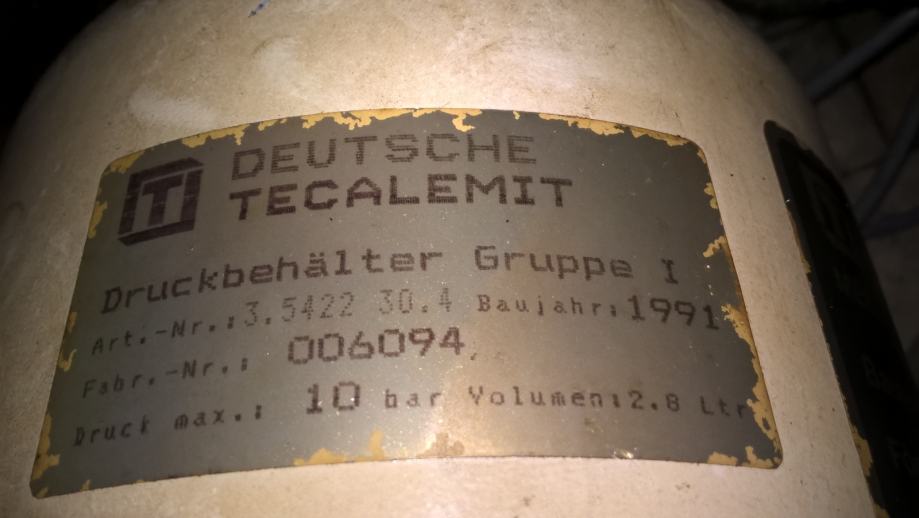 DEUTSCHE
TECALEMIT
Druckbehälter Gruppe I
Art.-Nr.:3.5422 30.4 Baujahr:1991
Fabr.-Nr.: 006094
Druck max.: 10 bar Volumen:2.8 Ltr